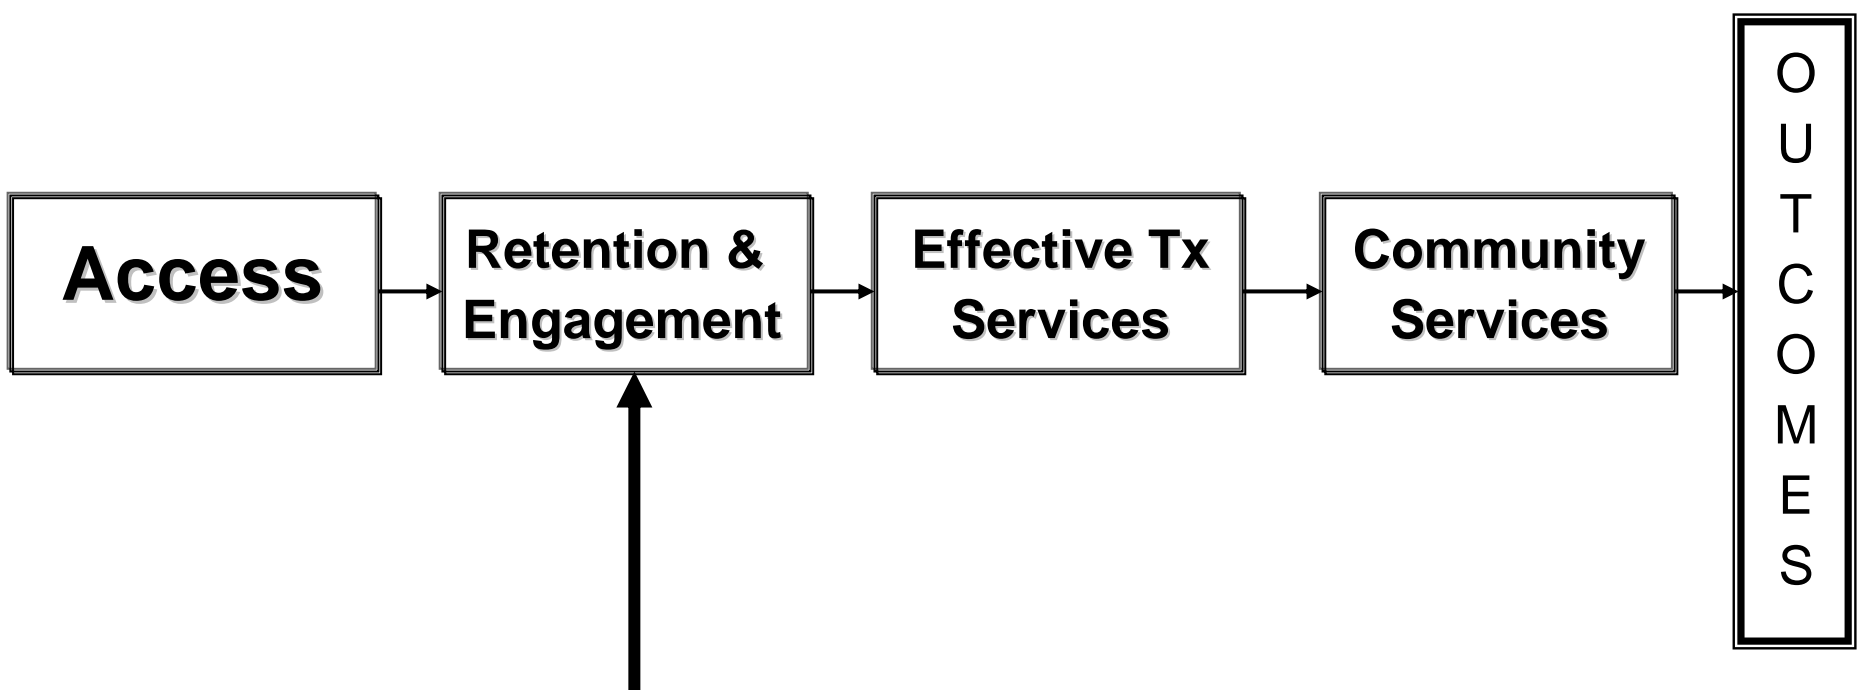 Access
Retention &
Engagement
Effective Tx
Services
Community
Services
O
U
T
C
O
M
E
S